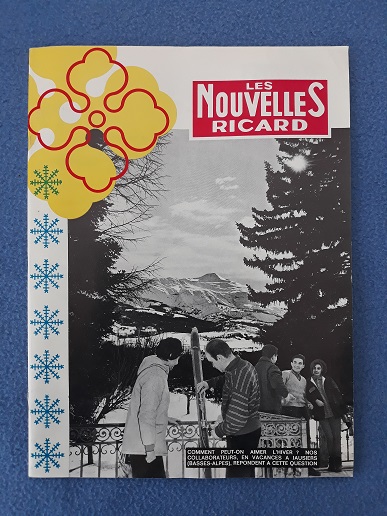 LES
NOUVELLES
RICARD
COMMENT PEUT-ON AIMER L'HIVER ? NOS
COLLABORATEURS, EN VACANCES A JAUSIERS
(BASSES-ALPES), REPONDENT A CETTE QUESTION